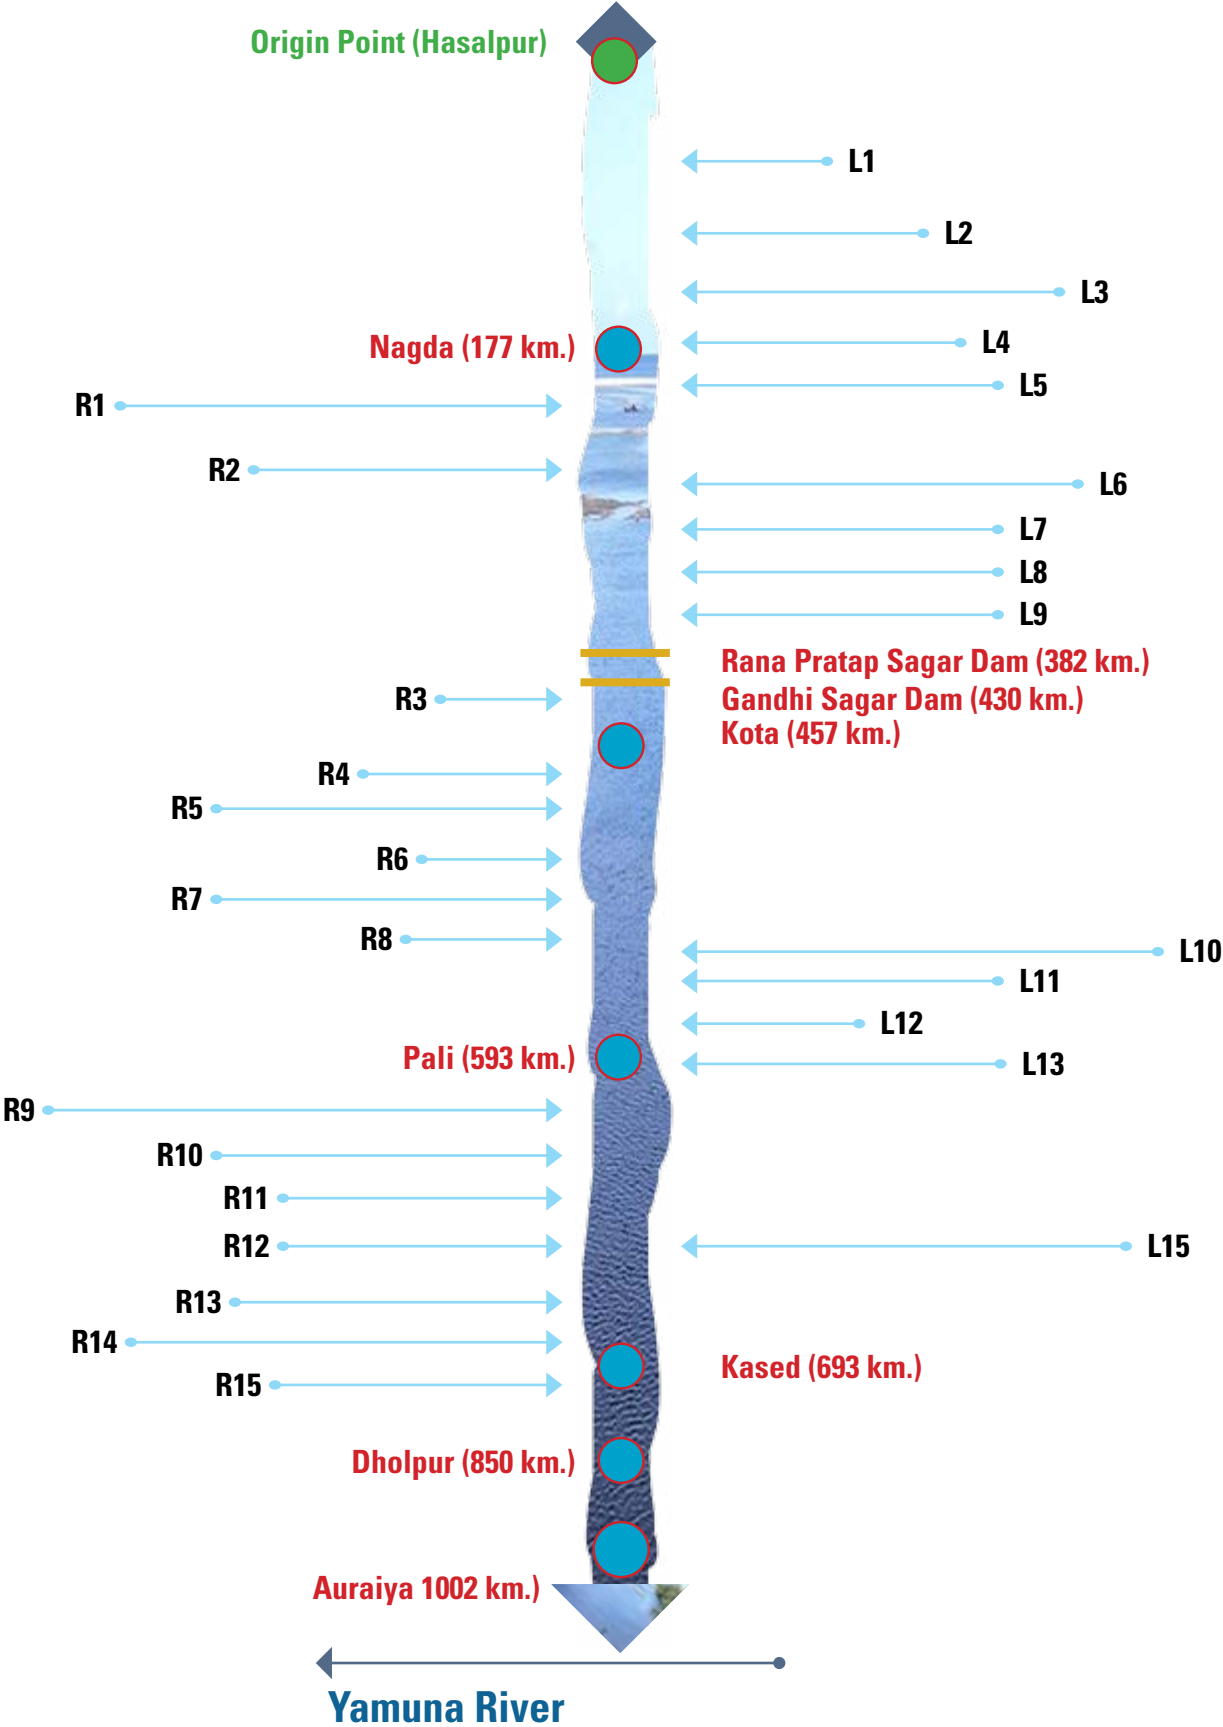 Origin Point (Hasalpur)
L1
L2
L3
Nagda (177 km.)
L4
L5
R1
R2
L6
L7
L8
L9
Rana Pratap Sagar Dam (382 km.)
R3
Gandhi Sagar Dam (430 km.)
Kota (457 km.)
R4
R5
R6
R7
R8
L10
L11
L12
Pali (593 km.)
L13
R9
R10
R11
R12
L15
R13
R14
Kased (693 km.)
R15
Dholpur (850 km.)
Auraiya 1002 km.)
Yamuna River